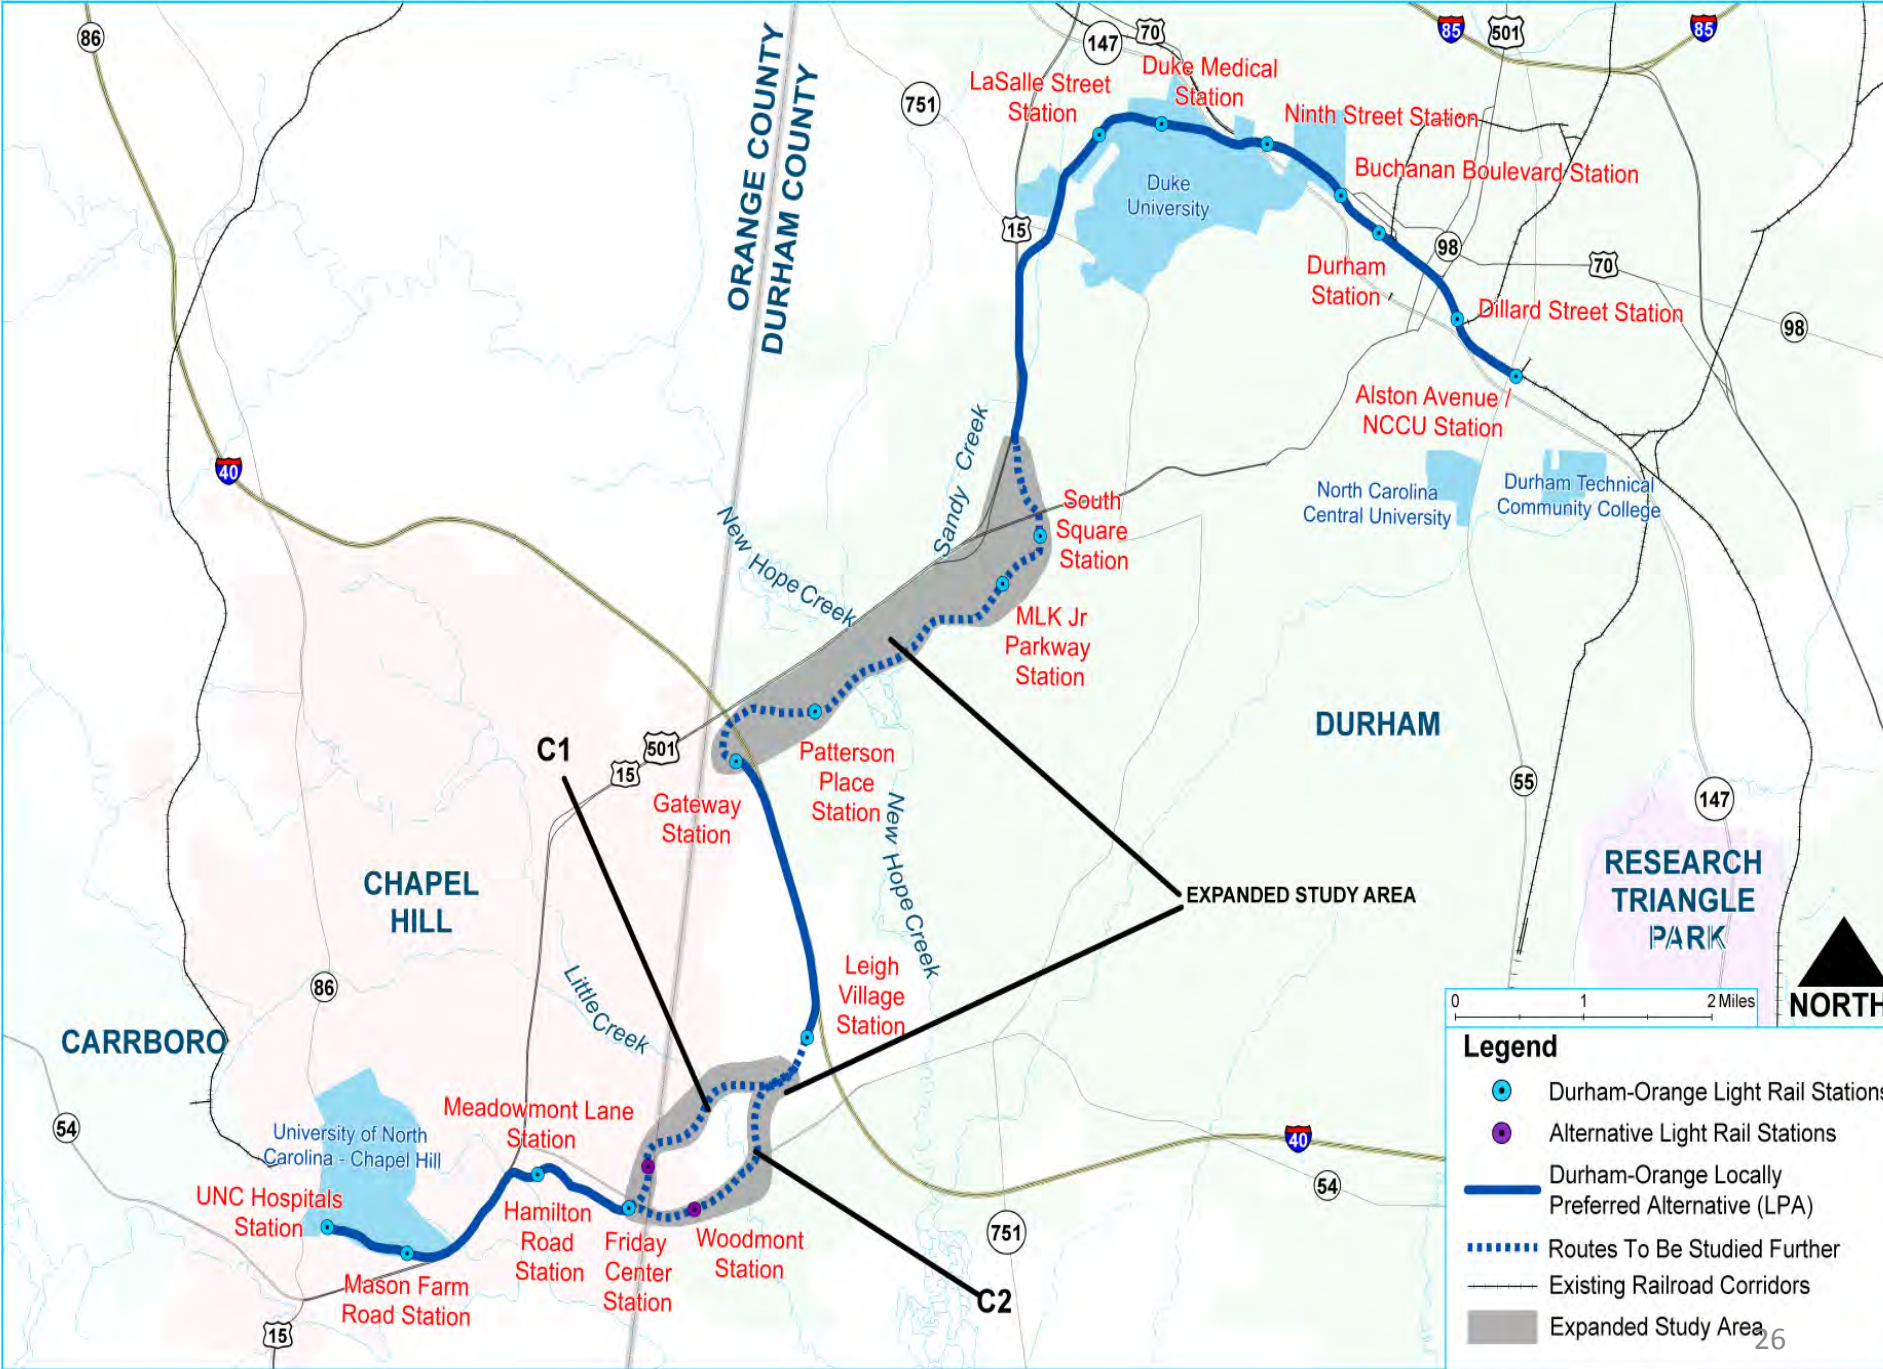 86
147
70
85
501
85
751
LaSalle Street
Station
Duke Medical
Station
Ninth Street Station
Buchanan Boulevard Station
ORANGE COUNTY
DURHAM COUNTY
Duke
University
15
98
70
98
Durham
Station
Dillard Street Station
Alston Avenue /
NCCU Station
40
Sandy Creek
New Hope Creek
South
Square
Station
North Carolina
Central University
Durham Technical
Community College
MLK Jr
Parkway
Station
DURHAM
C1
501
15
Patterson
Place
Station
Gateway
Station
55
147
New Hope Creek
CHAPEL
HILL
EXPANDED STUDY AREA
RESEARCH
TRIANGLE
PARK
86
Little Creek
Leigh
Village
Station
CARRBORO
54
Meadowmont Lane
Station
University of North
Carolina - Chapel Hill
UNC Hospitals
Station
Mason Farm
Road Station
Hamilton
Road
Station
Friday
Center
Station
Woodmont
Station
C2
751
40
54
15
0 1 2 Miles
NORTH
Legend
Durham-Orange Light Rail Stations
Alternative Light Rail Stations
Durham-Orange Locally
Preferred Alternative (LPA)
Routes To Be Studied Further
Existing Railroad Corridors
Expanded Study Area
26